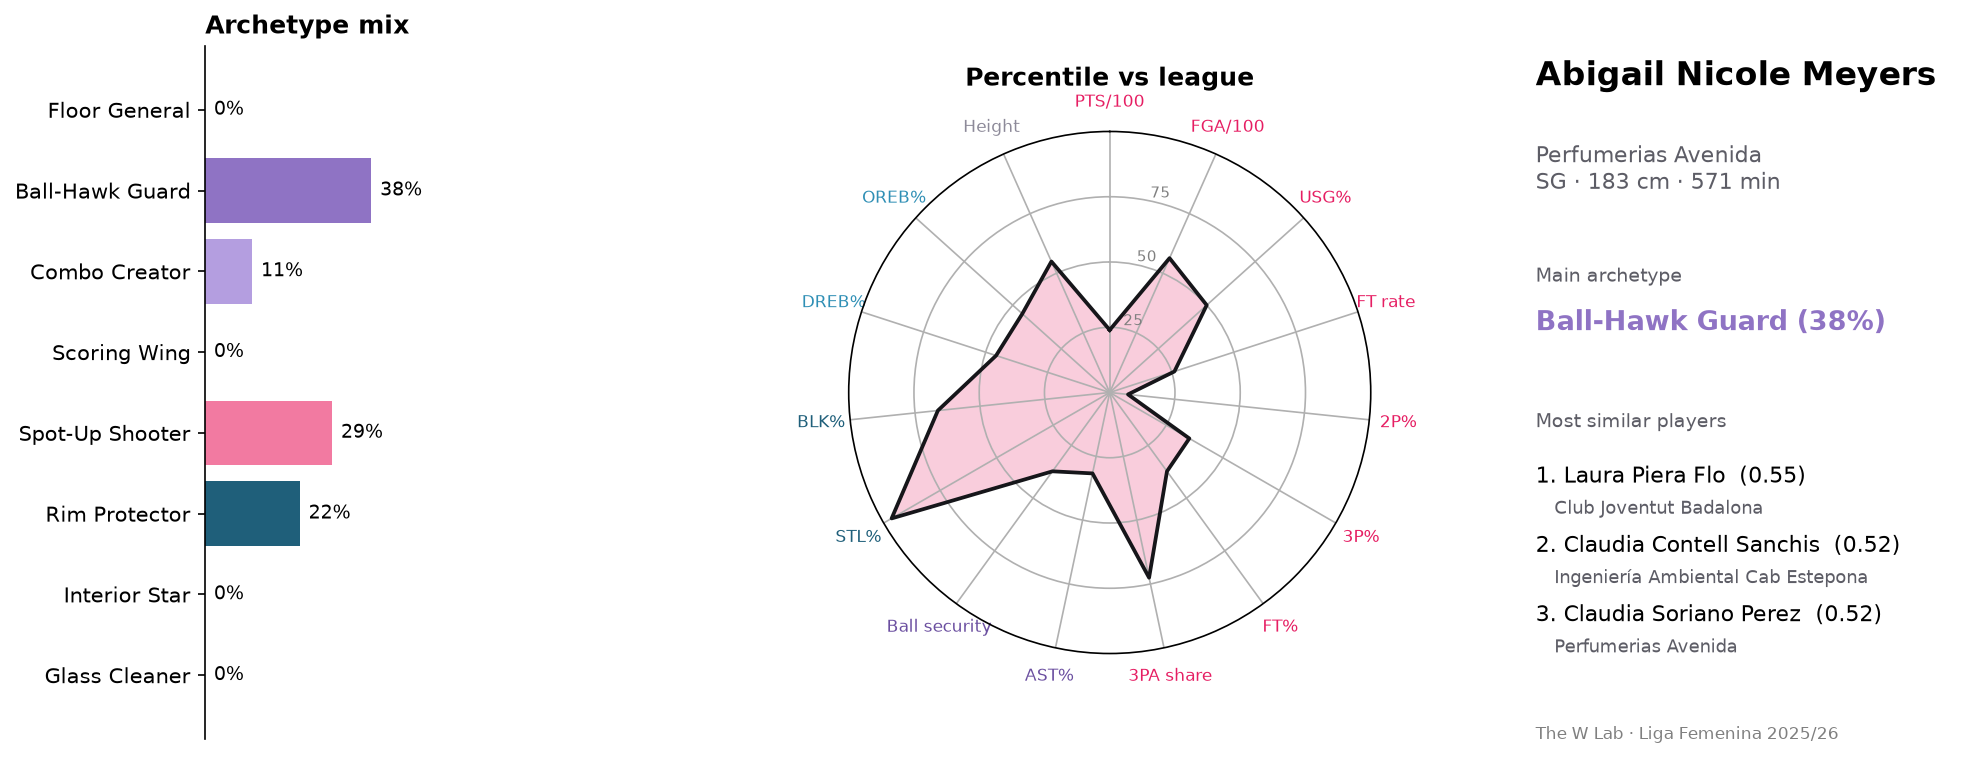 Archetype mix
Floor General
0%
Ball-Hawk Guard
38%
Combo Creator
11%
Scoring Wing
0%
Spot-Up Shooter
29%
Rim Protector
22%
Interior Star
0%
Glass Cleaner
0%
Percentile vs league
PTS/100
FGA/100
USG%
FT rate
2P%
3P%
FT%
3PA share
AST%
Ball security
STL%
BLK%
DREB%
OREB%
Height
75
50
25
Abigail Nicole Meyers
Perfumerias Avenida
SG · 183 cm · 571 min
Main archetype
Ball-Hawk Guard (38%)
Most similar players
1. Laura Piera Flo (0.55)
Club Joventut Badalona
2. Claudia Contell Sanchis (0.52)
Ingeniería Ambiental Cab Estepona
3. Claudia Soriano Perez (0.52)
Perfumerias Avenida
The W Lab · Liga Femenina 2025/26